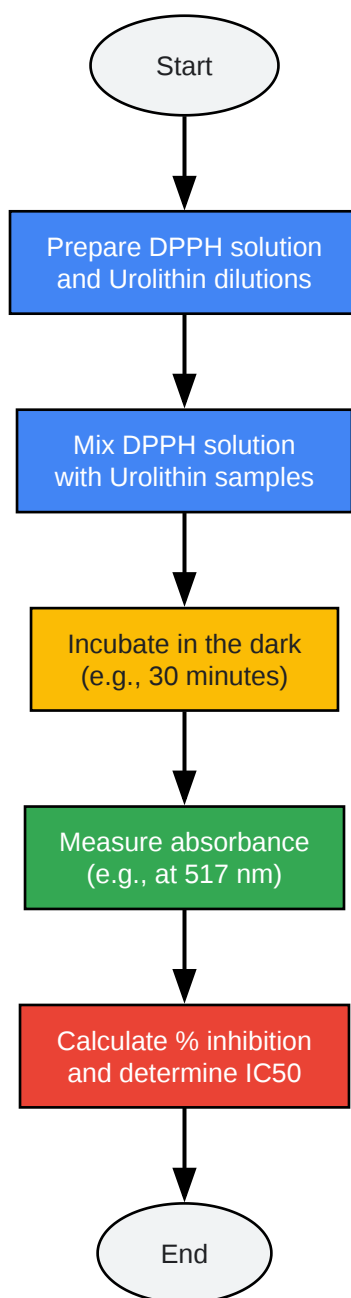 Start
Prepare DPPH solution
and Urolithin dilutions
Mix DPPH solution
with Urolithin samples
Incubate in the dark
(e.g., 30 minutes)
Measure absorbance
(e.g., at 517 nm)
Calculate % inhibition
and determine IC50
End